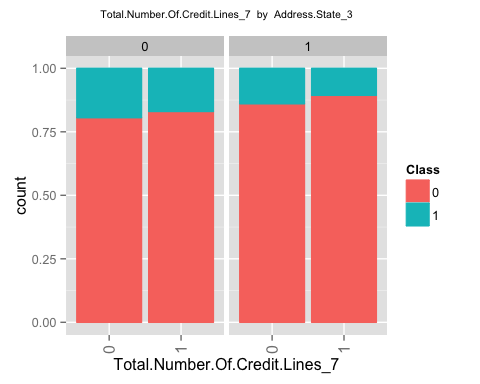 Total.Number.Of.Credit.Lines_7 by Address.State_3
0 1
1.00
0.75
0.50
0.25
0.00
count
0 1 0 1
Total.Number.Of.Credit.Lines_7
Class
0
1